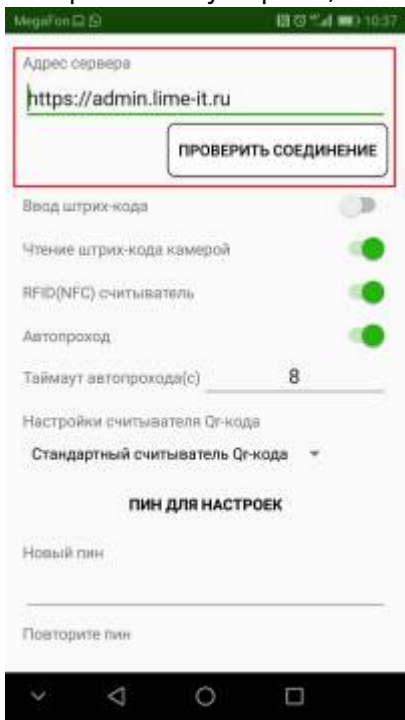 MegaFon 10:37
Адрес сервера
https://admin.lime-it.ru
ПРОВЕРИТЬ СОЕДИНЕНИЕ
Ввод штрих-кода
Чтение штрих-кода камерой
RFID(NFC) считыватель
Автопроход
Таймаут автопрохода(с) 8
Настройки считывателя Qr-кода
Стандартный считыватель Qr-кода
ПИН ДЛЯ НАСТРОЕК
Новый пин
Повторите пин